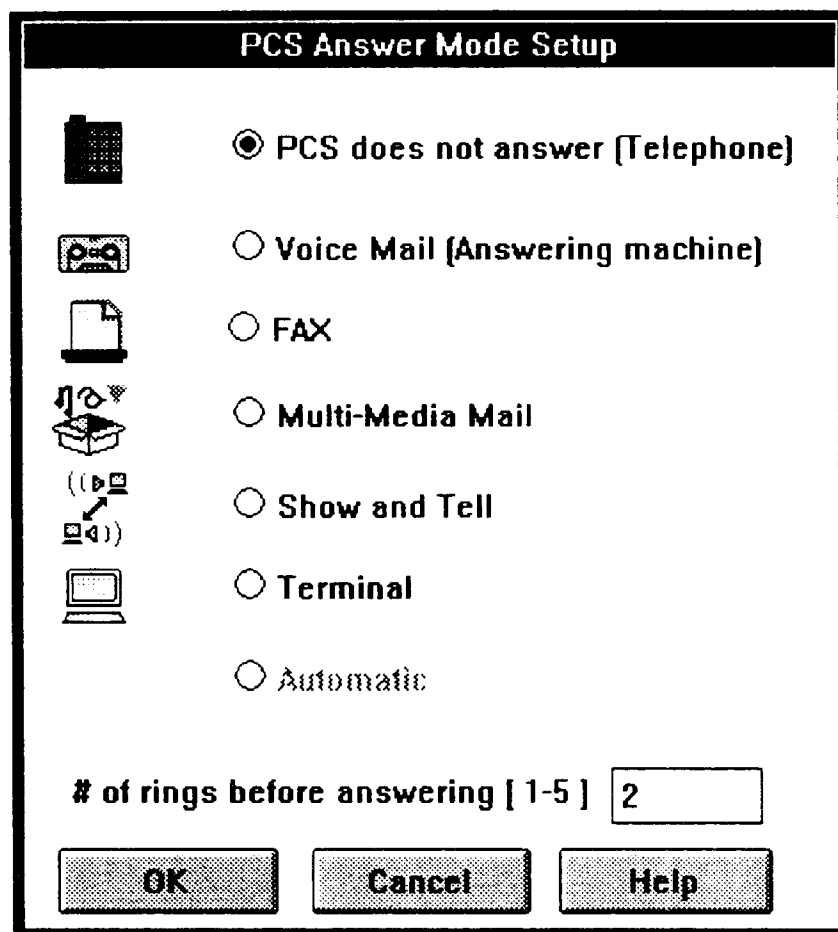 PCS Answer Mode Setup
PCS does not answer (Telephone)
Voice Mail (Answering machine)
FAX
Multi-Media Mail
Show and Tell
Terminal
Automatic
# of rings before answering [ 1-5 ] 2
OK Cancel Help